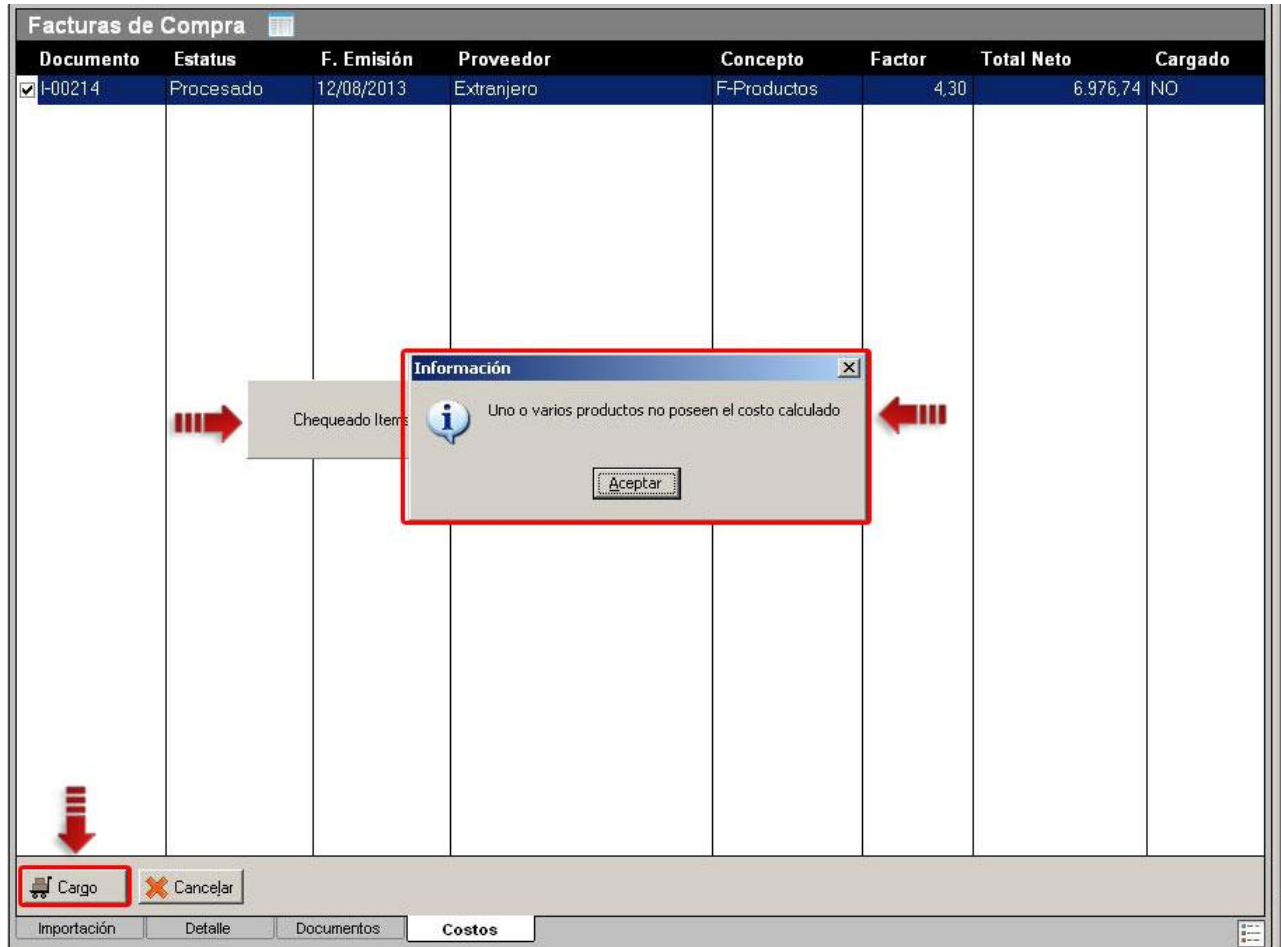 Facturas de Compra
Documento Estatus F. Emisión Proveedor Concepto Factor Total Neto Cargado
I-00214 Procesado 12/08/2013 Extranjero F-Productos 4,30 6.976,74 NO
Información
Chequeado Items
Uno o varios productos no poseen el costo calculado
Aceptar
Cargo Cancelar
Importación Detalle Documentos Costos